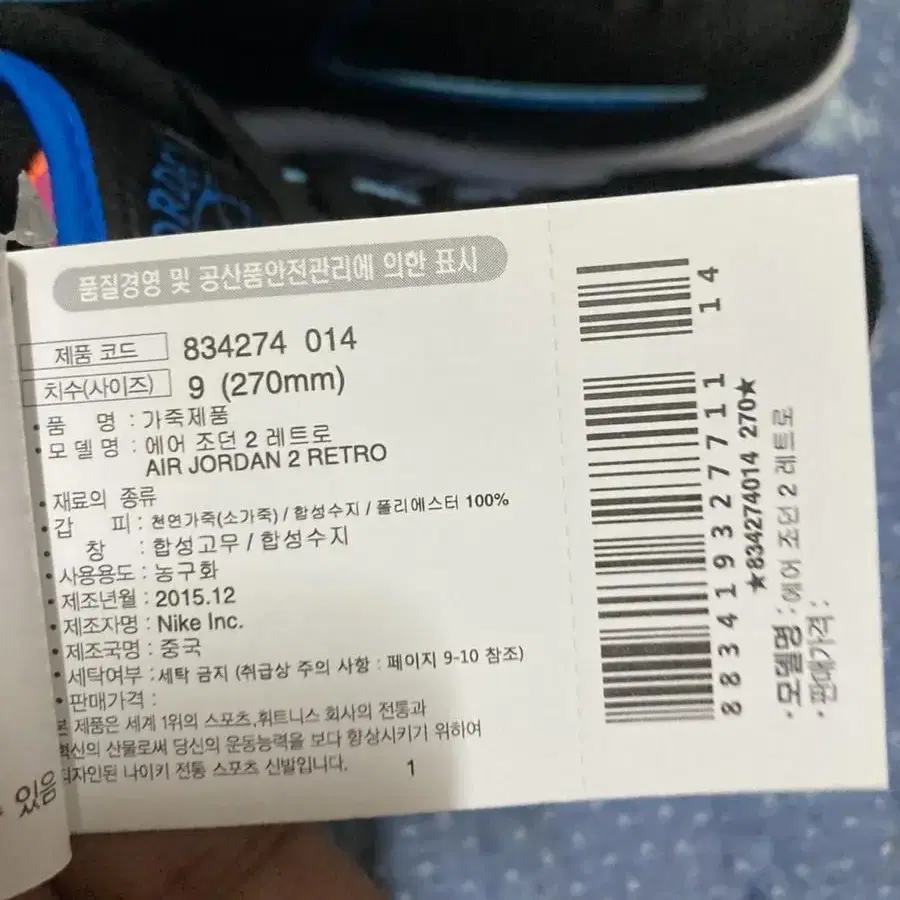 품질경영 및 공산품안전관리에 의한 표시
제품 코드 834274 014
치수(사이즈) 9 (270mm)
• 품 명 : 가죽제품
• 모델명 : 에어 조던 2 레트로
AIR JORDAN 2 RETRO
• 재료의 종류
• 갑 피 : 천연가죽(소가죽) / 합성수지 / 폴리에스터 100%
• 창 : 합성고무 / 합성수지
• 사용용도 : 농구화
• 제조년월 : 2015.12
• 제조자명 : Nike Inc.
• 제조국명 : 중국
• 세탁여부 : 세탁 금지 (취급상 주의 사항 : 페이지 9-10 참조)
• 판매가격 :
본 제품은 세계 1위의 스포츠,휘트니스 회사의 전통과
혁신의 산물로써 당신의 운동능력을 보다 향상시키기 위하여
디자인된 나이키 전통 스포츠 신발입니다.
1
14
883419327711
★834274014 270★
• 모델명 : 에어 조던 2 레트로
• 판매가격 :
있음